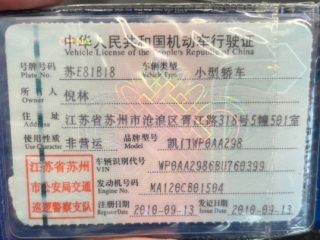 中华人民共和国机动车行驶证
Vehicle License of the People's Republic of China
号牌号码 苏E81B18 车辆类型 小型轿车
Plate No. Vehicle Type
所有人 倪林
Owner
住址 江苏省苏州市沧浪区晋江路318号5幢501室
Address
使用性质 非营运 品牌型号 凯门WP0AA298
Use Character Model
江苏省苏州
市公安局交通
巡逻警察支队
车辆识别代号 WP0AA2986BU760399
VIN
发动机号码 MA120CB01504
Engine No.
注册日期 2010-09-13 发证日期 2010-09-13
Register Date Issue Date